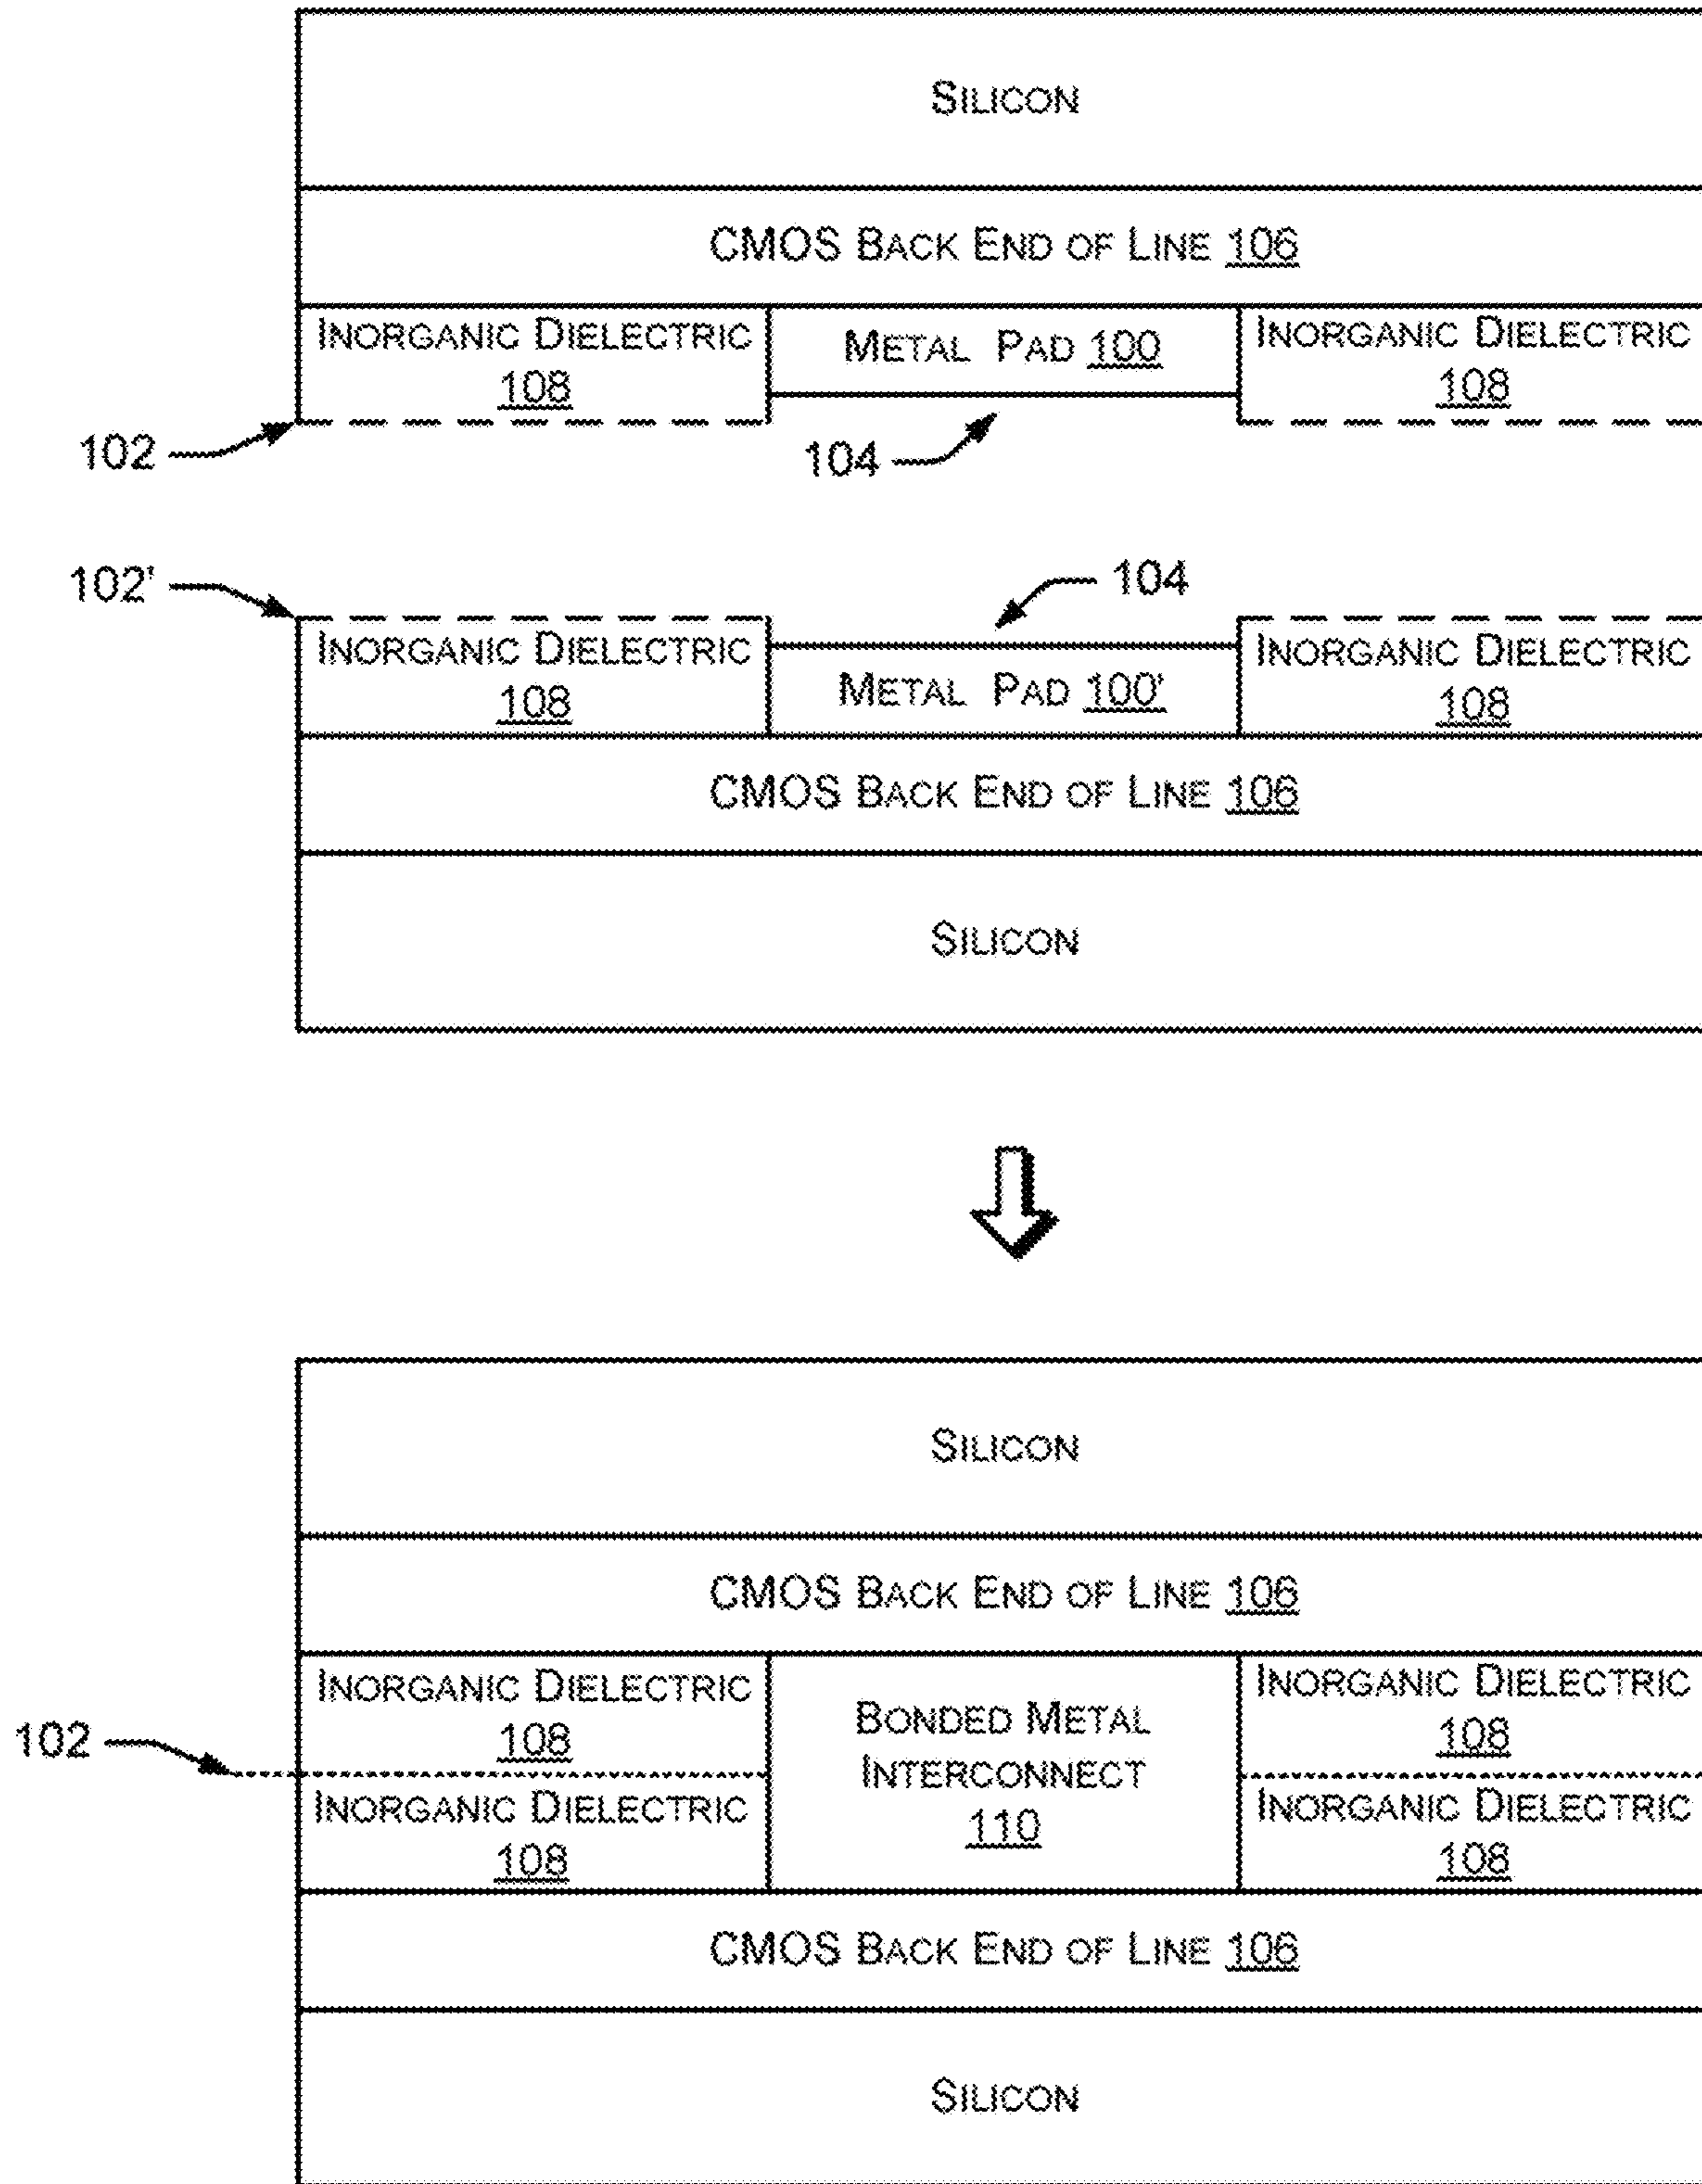 SILICON
CMOS BACK END OF LINE 106
INORGANIC DIELECTRIC
108
METAL PAD 100
INORGANIC DIELECTRIC
108
102
104
102'
104
INORGANIC DIELECTRIC
108
METAL PAD 100'
INORGANIC DIELECTRIC
108
CMOS BACK END OF LINE 106
SILICON
SILICON
CMOS BACK END OF LINE 106
INORGANIC DIELECTRIC
108
102
INORGANIC DIELECTRIC
108
BONDED METAL
INTERCONNECT
110
INORGANIC DIELECTRIC
108
INORGANIC DIELECTRIC
108
CMOS BACK END OF LINE 106
SILICON